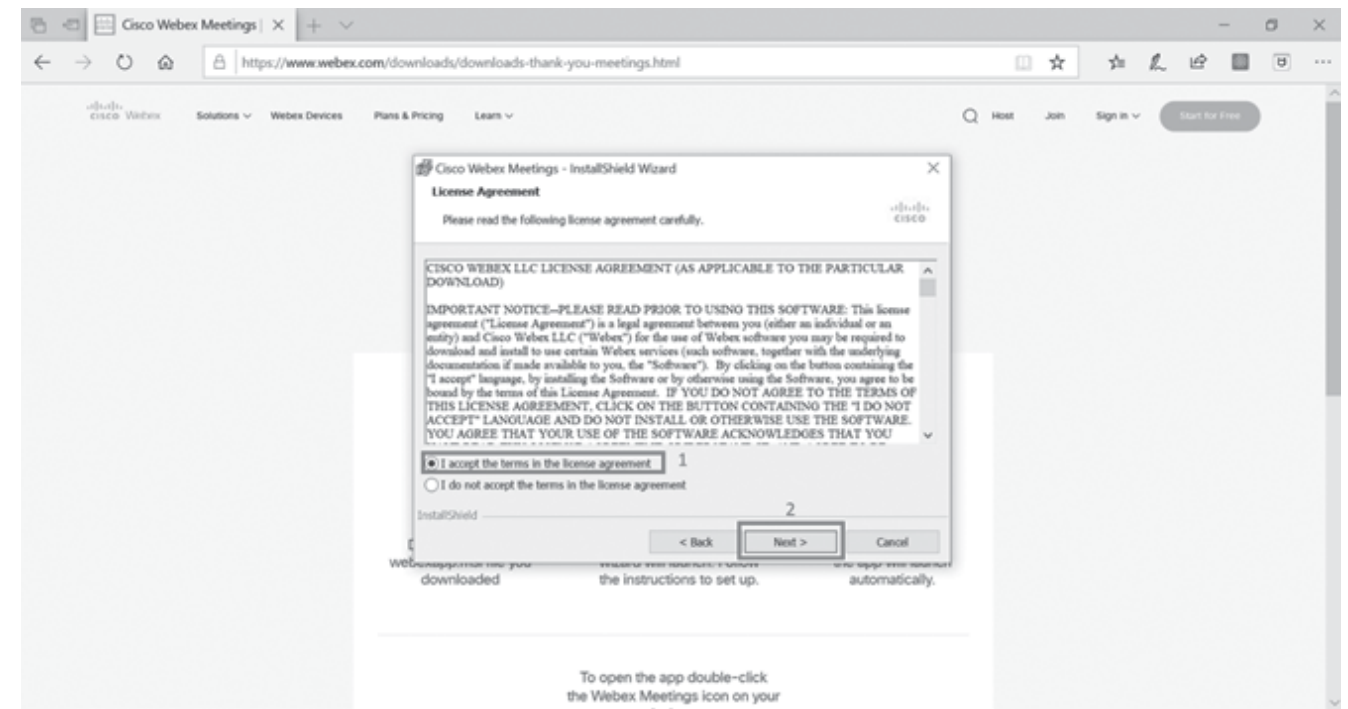 Cisco Webex Meetings |
https://www.webex.com/downloads/downloads-thank-you-meetings.html
cisco Webex Solutions Webex Devices Plans & Pricing Learn Host Join Sign in Start for Free
Cisco Webex Meetings - InstallShield Wizard
License Agreement
Please read the following license agreement carefully.
cisco
CISCO WEBEX LLC LICENSE AGREEMENT (AS APPLICABLE TO THE PARTICULAR
DOWNLOAD)
IMPORTANT NOTICE--PLEASE READ PRIOR TO USING THIS SOFTWARE: This license
agreement ("License Agreement") is a legal agreement between you (either an individual or an
entity) and Cisco Webex LLC ("Webex") for the use of Webex software you may be required to
download and install to use certain Webex services (such software, together with the underlying
documentation if made available to you, the "Software"). By clicking on the button containing the
"I accept" language, by installing the Software or by otherwise using the Software, you agree to be
bound by the terms of this License Agreement. IF YOU DO NOT AGREE TO THE TERMS OF
THIS LICENSE AGREEMENT, CLICK ON THE BUTTON CONTAINING THE "I DO NOT
ACCEPT" LANGUAGE AND DO NOT INSTALL OR OTHERWISE USE THE SOFTWARE.
YOU AGREE THAT YOUR USE OF THE SOFTWARE ACKNOWLEDGES THAT YOU
I accept the terms in the license agreement 1
I do not accept the terms in the license agreement
InstallShield 2
< Back Next > Cancel
downloaded the instructions to set up. automatically.
To open the app double-click
the Webex Meetings icon on your